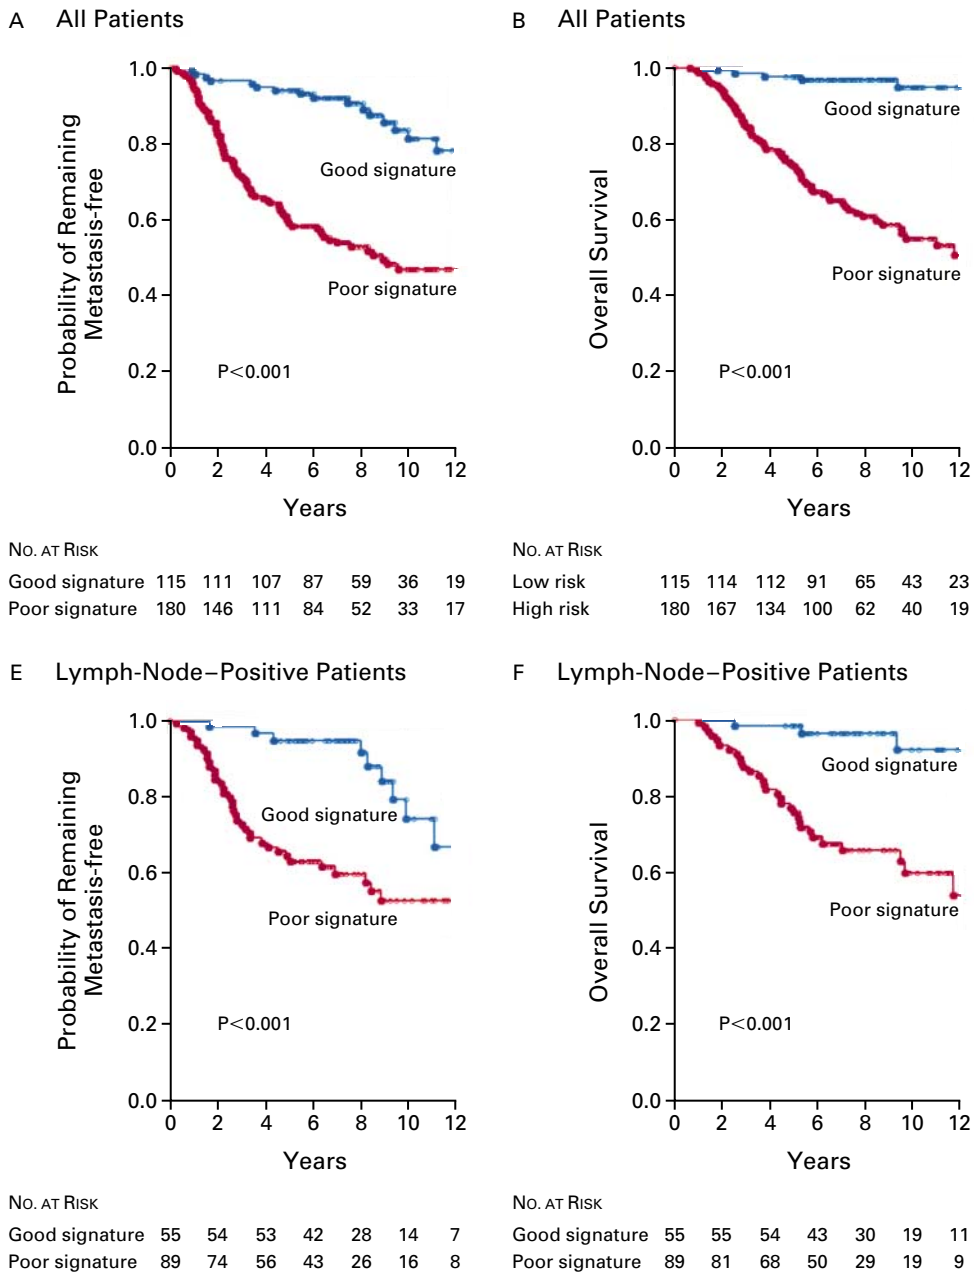 A All Patients
1.0
0.8
0.6
0.4
0.2
0.0
Probability of Remaining
Metastasis-free
Good signature
Poor signature
P<0.001
0 2 4 6 8 10 12
Years
No. at Risk
Good signature 115 111 107 87 59 36 19
Poor signature 180 146 111 84 52 33 17
B All Patients
1.0
0.8
0.6
0.4
0.2
0.0
Overall Survival
Good signature
Poor signature
P<0.001
0 2 4 6 8 10 12
Years
No. at Risk
Low risk 115 114 112 91 65 43 23
High risk 180 167 134 100 62 40 19
E Lymph-Node–Positive Patients
1.0
0.8
0.6
0.4
0.2
0.0
Probability of Remaining
Metastasis-free
Good signature
Poor signature
P<0.001
0 2 4 6 8 10 12
Years
No. at Risk
Good signature 55 54 53 42 28 14 7
Poor signature 89 74 56 43 26 16 8
F Lymph-Node–Positive Patients
1.0
0.8
0.6
0.4
0.2
0.0
Overall Survival
Good signature
Poor signature
P<0.001
0 2 4 6 8 10 12
Years
No. at Risk
Good signature 55 55 54 43 30 19 11
Poor signature 89 81 68 50 29 19 9